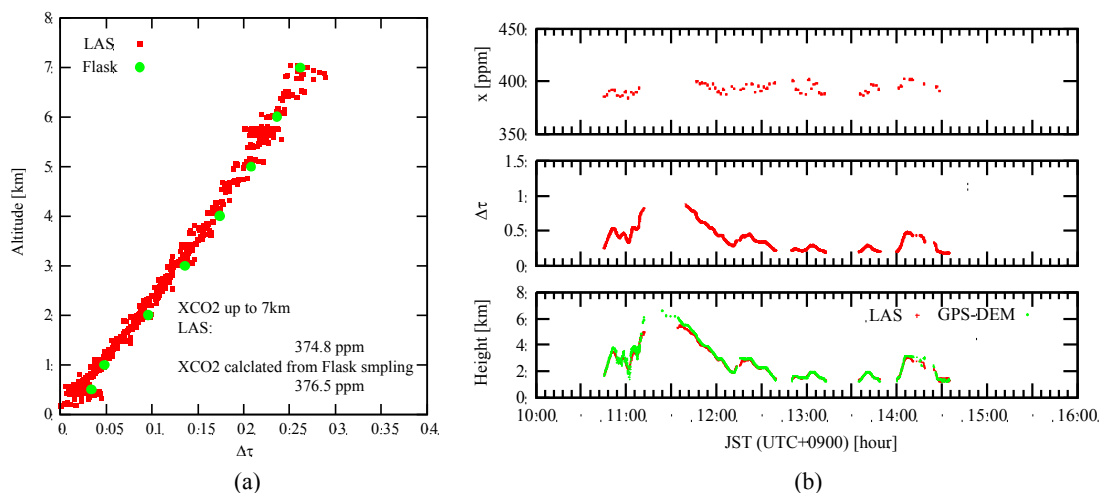 8.
7.
6.
5.
4.
3.
2.
1.
0.
Altitude [km]
LAS
Flask
XCO2 up to 7km
LAS:
374.8 ppm
XCO2 calclated from Flask smpling
376.5 ppm
0. 0.05 0.1. 0.15 0.2. 0.25 0.3. 0.35 0.4.
Δτ
(a)
450.
400.
350.
x [ppm]
1.5.
1.
0.5.
0.
Δτ
8.
6.
4.
2.
0.
Height [km]
LAS GPS-DEM
10:00. 11:00. 12:00. 13:00. 14:00. 15:00. 16:00.
JST (UTC+0900) [hour]
(b)